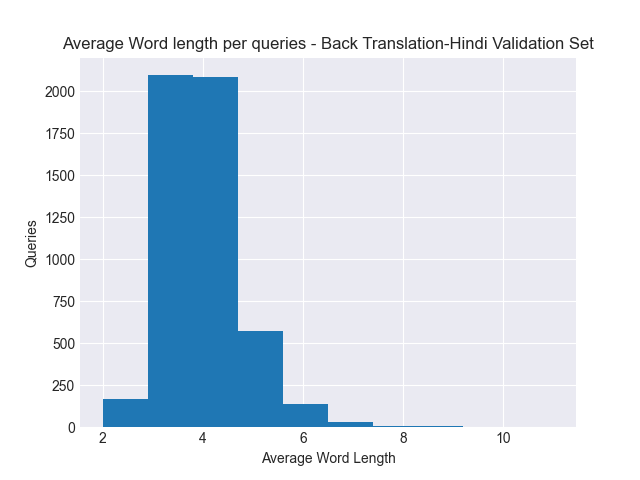 Average Word length per queries - Back Translation-Hindi Validation Set
2000
1750
1500
1250
1000
750
500
250
0
Queries
2 4 6 8 10
Average Word Length